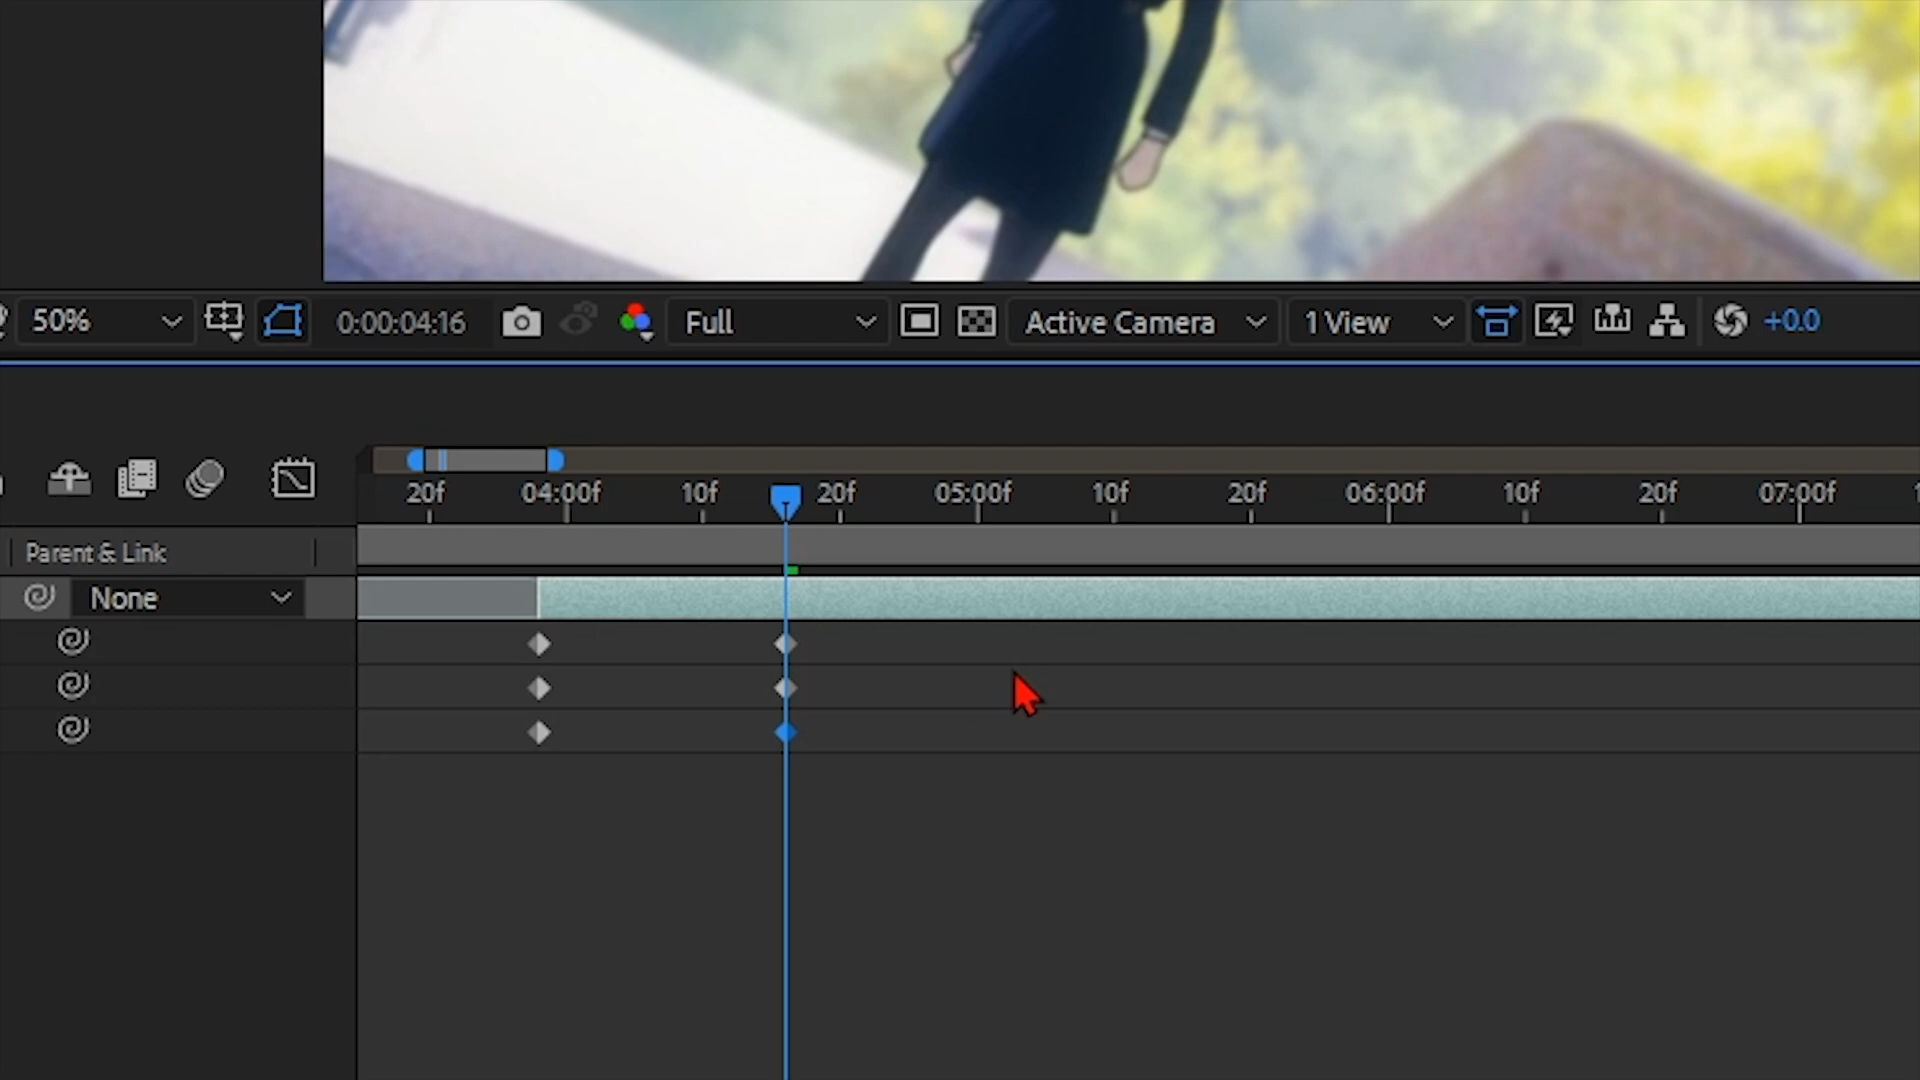 50% 0:00:04:16 Full Active Camera 1 View +0.0
20f 04:00f 10f 20f 05:00f 10f 20f 06:00f 10f 20f 07:00f
Parent & Link
None